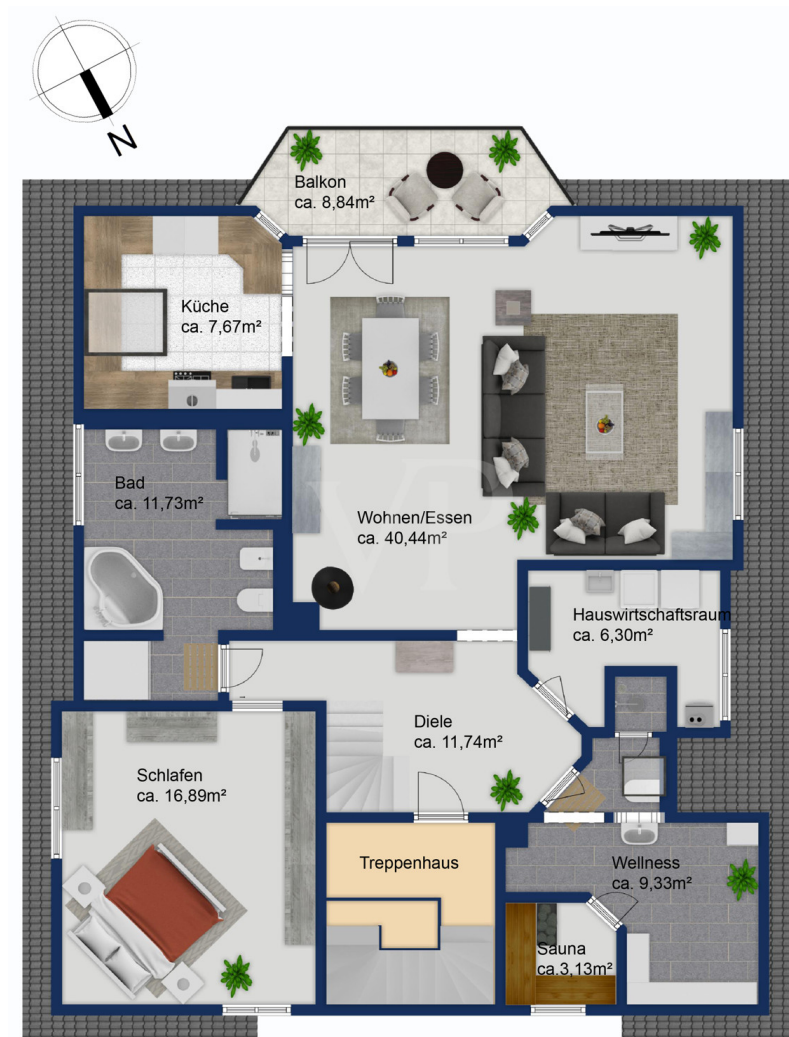 N
Balkon
ca. 8,84m²
Küche
ca. 7,67m²
Bad
ca. 11,73m²
VP
Wohnen/Essen
ca. 40,44m²
Hauswirtschaftsraum
ca. 6,30m²
Diele
ca. 11,74m²
Schlafen
ca. 16,89m²
Treppenhaus
Wellness
ca. 9,33m²
Sauna
ca.3,13m²